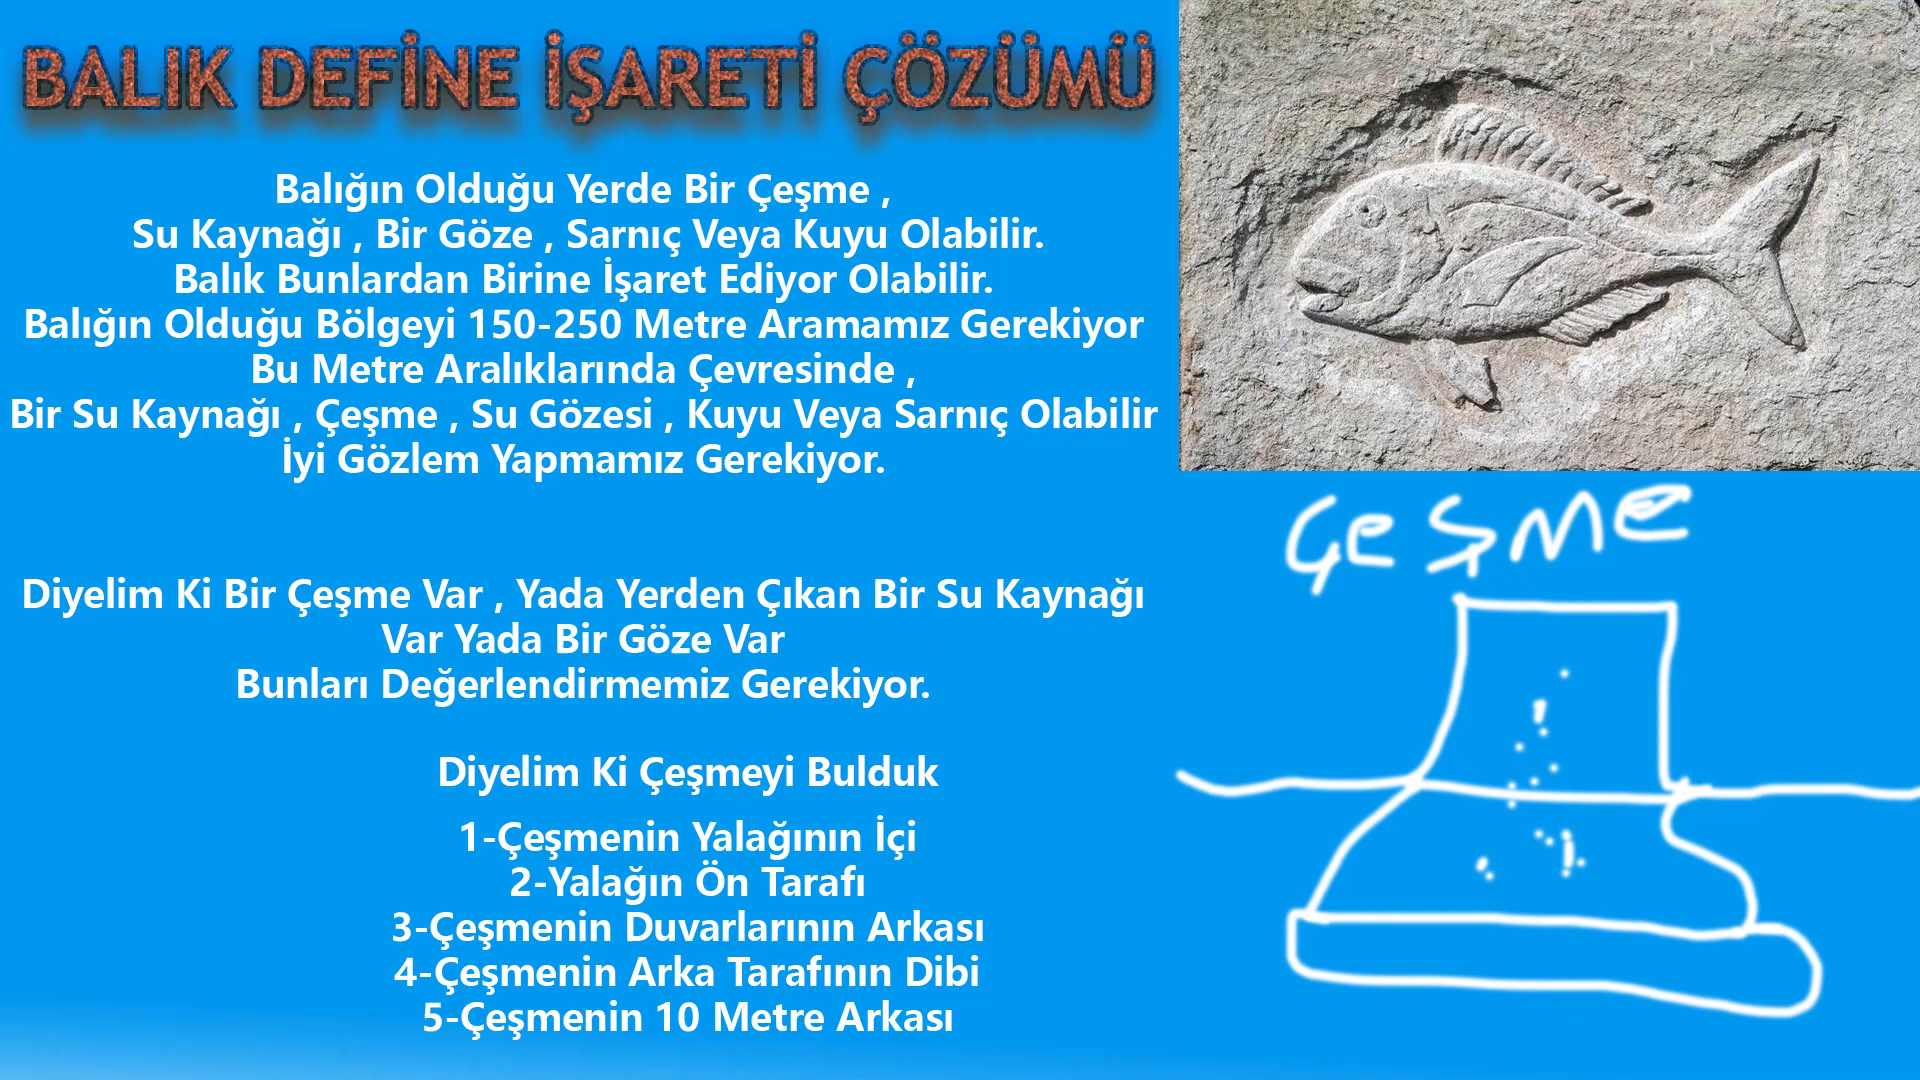 BALIK DEFİNE İŞARETİ ÇÖZÜMÜ
Balığın Olduğu Yerde Bir Çeşme ,
Su Kaynağı , Bir Göze , Sarnıç Veya Kuyu Olabilir.
Balık Bunlardan Birine İşaret Ediyor Olabilir.
Balığın Olduğu Bölgeyi 150-250 Metre Aramamız Gerekiyor
Bu Metre Aralıklarında Çevresinde ,
Bir Su Kaynağı , Çeşme , Su Gözesi , Kuyu Veya Sarnıç Olabilir
İyi Gözlem Yapmamız Gerekiyor.
Diyelim Ki Bir Çeşme Var , Yada Yerden Çıkan Bir Su Kaynağı
Var Yada Bir Göze Var
Bunları Değerlendirmemiz Gerekiyor.
Diyelim Ki Çeşmeyi Bulduk
1-Çeşmenin Yalağının İçi
2-Yalağın Ön Tarafı
3-Çeşmenin Duvarlarının Arkası
4-Çeşmenin Arka Tarafının Dibi
5-Çeşmenin 10 Metre Arkası
ÇeŞMe